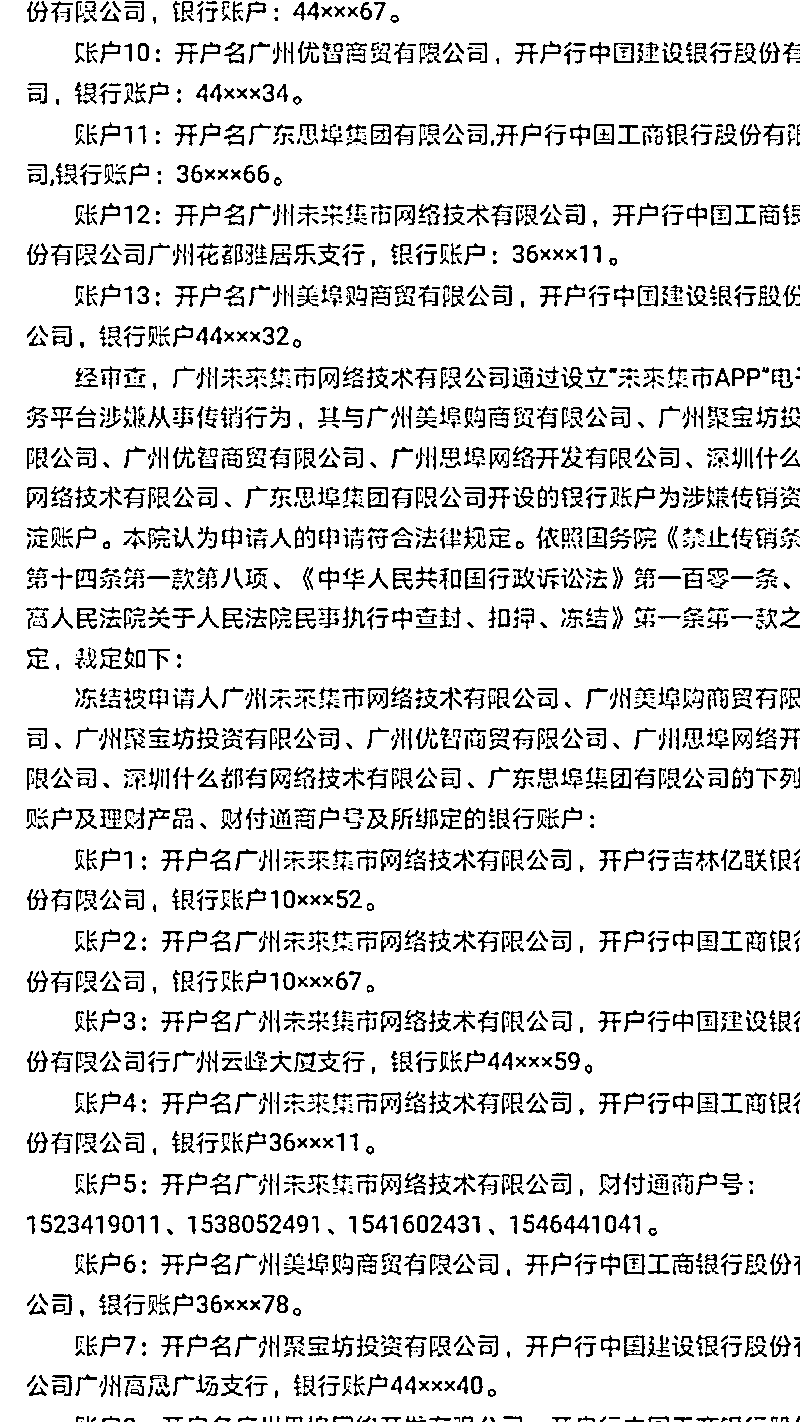 份有限公司，银行账户：44×××67。
账户10：开户名广州优智商贸有限公司，开户行中国建设银行股份有
司，银行账户：44×××34。
账户11：开户名广东思埠集团有限公司,开户行中国工商银行股份有限
司,银行账户：36×××66。
账户12：开户名广州未来集市网络技术有限公司，开户行中国工商银
份有限公司广州花都雅居乐支行，银行账户：36×××11。
账户13：开户名广州美埠购商贸有限公司，开户行中国建设银行股份
公司，银行账户44×××32。
经审查，广州未来集市网络技术有限公司通过设立"未来集市APP"电子
务平台涉嫌从事传销行为，其与广州美埠购商贸有限公司、广州聚宝坊投
限公司、广州优智商贸有限公司、广州思埠网络开发有限公司、深圳什么
网络技术有限公司、广东思埠集团有限公司开设的银行账户为涉嫌传销资
淀账户。本院认为申请人的申请符合法律规定。依照国务院《禁止传销条
第十四条第一款第八项、《中华人民共和国行政诉讼法》第一百零一条、
高人民法院关于人民法院民事执行中查封、扣押、冻结》第一条第一款之
定，裁定如下：
冻结被申请人广州未来集市网络技术有限公司、广州美埠购商贸有限
司、广州聚宝坊投资有限公司、广州优智商贸有限公司、广州思埠网络开
限公司、深圳什么都有网络技术有限公司、广东思埠集团有限公司的下列
账户及理财产品、财付通商户号及所绑定的银行账户：
账户1：开户名广州未来集市网络技术有限公司，开户行吉林亿联银行
份有限公司，银行账户10×××52。
账户2：开户名广州未来集市网络技术有限公司，开户行中国工商银行
份有限公司，银行账户10×××67。
账户3：开户名广州未来集市网络技术有限公司，开户行中国建设银行
份有限公司行广州云峰大厦支行，银行账户44×××59。
账户4：开户名广州未来集市网络技术有限公司，开户行中国工商银行
份有限公司，银行账户36×××11。
账户5：开户名广州未来集市网络技术有限公司，财付通商户号：
1523419011、1538052491、1541602431、1546441041。
账户6：开户名广州美埠购商贸有限公司，开户行中国工商银行股份有
公司，银行账户36×××78。
账户7：开户名广州聚宝坊投资有限公司，开户行中国建设银行股份有
公司广州高晟广场支行，银行账户44×××40。